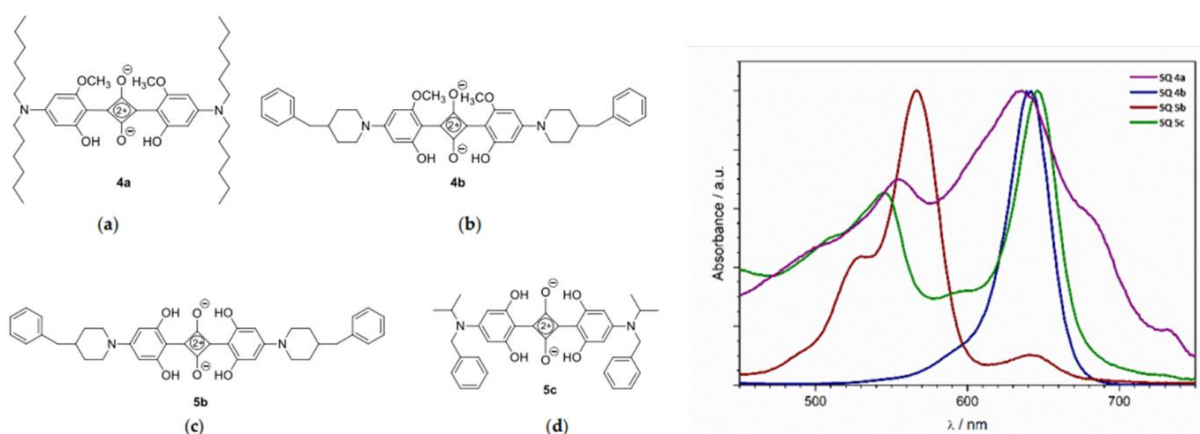 OCH₃ H₃CO
N N
OH HO
O⊖
2+
O⊖
4a
(a)
OCH₃ H₃CO
N N
OH HO
O⊖
2+
O⊖
4b
(b)
OH HO
N N
OH OH
O⊖
2+
O⊖
5b
(c)
OH HO
N N
OH HO
O⊖
2+
O⊖
5c
(d)
SQ 4a
SQ 4b
SQ 5b
SQ 5c
Absorbance / a.u.
500 600 700
λ / nm